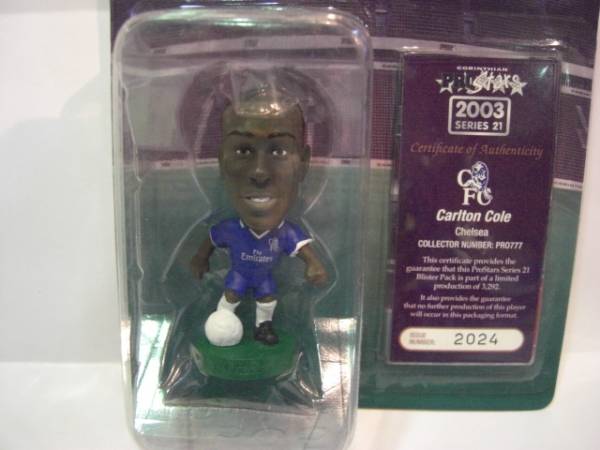 CORINTHIAN
PROStars
2003
SERIES 21
Certificate of Authenticity
CFC
Carlton Cole
Chelsea
COLLECTOR NUMBER: PRO777
This certificate provides the
guarantee that this ProStars Series 21
Blister Pack is part of a limited
production of 3,292.
It also provides the guarantee
that no further production of this player
will occur in this packaging format.
ISSUE
NUMBER: 2024
Fly
Emirates